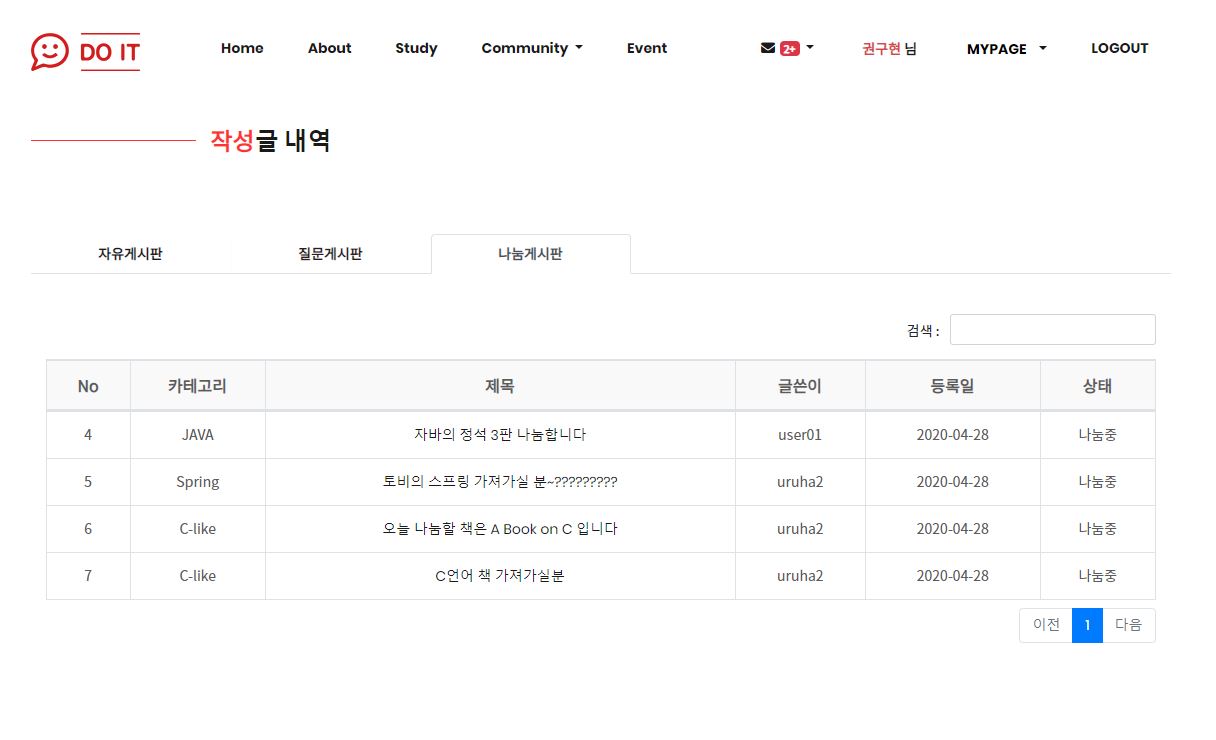 DO IT Home About Study Community Event 2+ 권구현 님 MYPAGE LOGOUT
작성글 내역
자유게시판 질문게시판 나눔게시판
검색 :
No 카테고리 제목 글쓴이 등록일 상태
4 JAVA 자바의 정석 3판 나눔합니다 user01 2020-04-28 나눔중
5 Spring 토비의 스프링 가져가실 분~????????? uruha2 2020-04-28 나눔중
6 C-like 오늘 나눔할 책은 A Book on C 입니다 uruha2 2020-04-28 나눔중
7 C-like C언어 책 가져가실분 uruha2 2020-04-28 나눔중
이전 1 다음